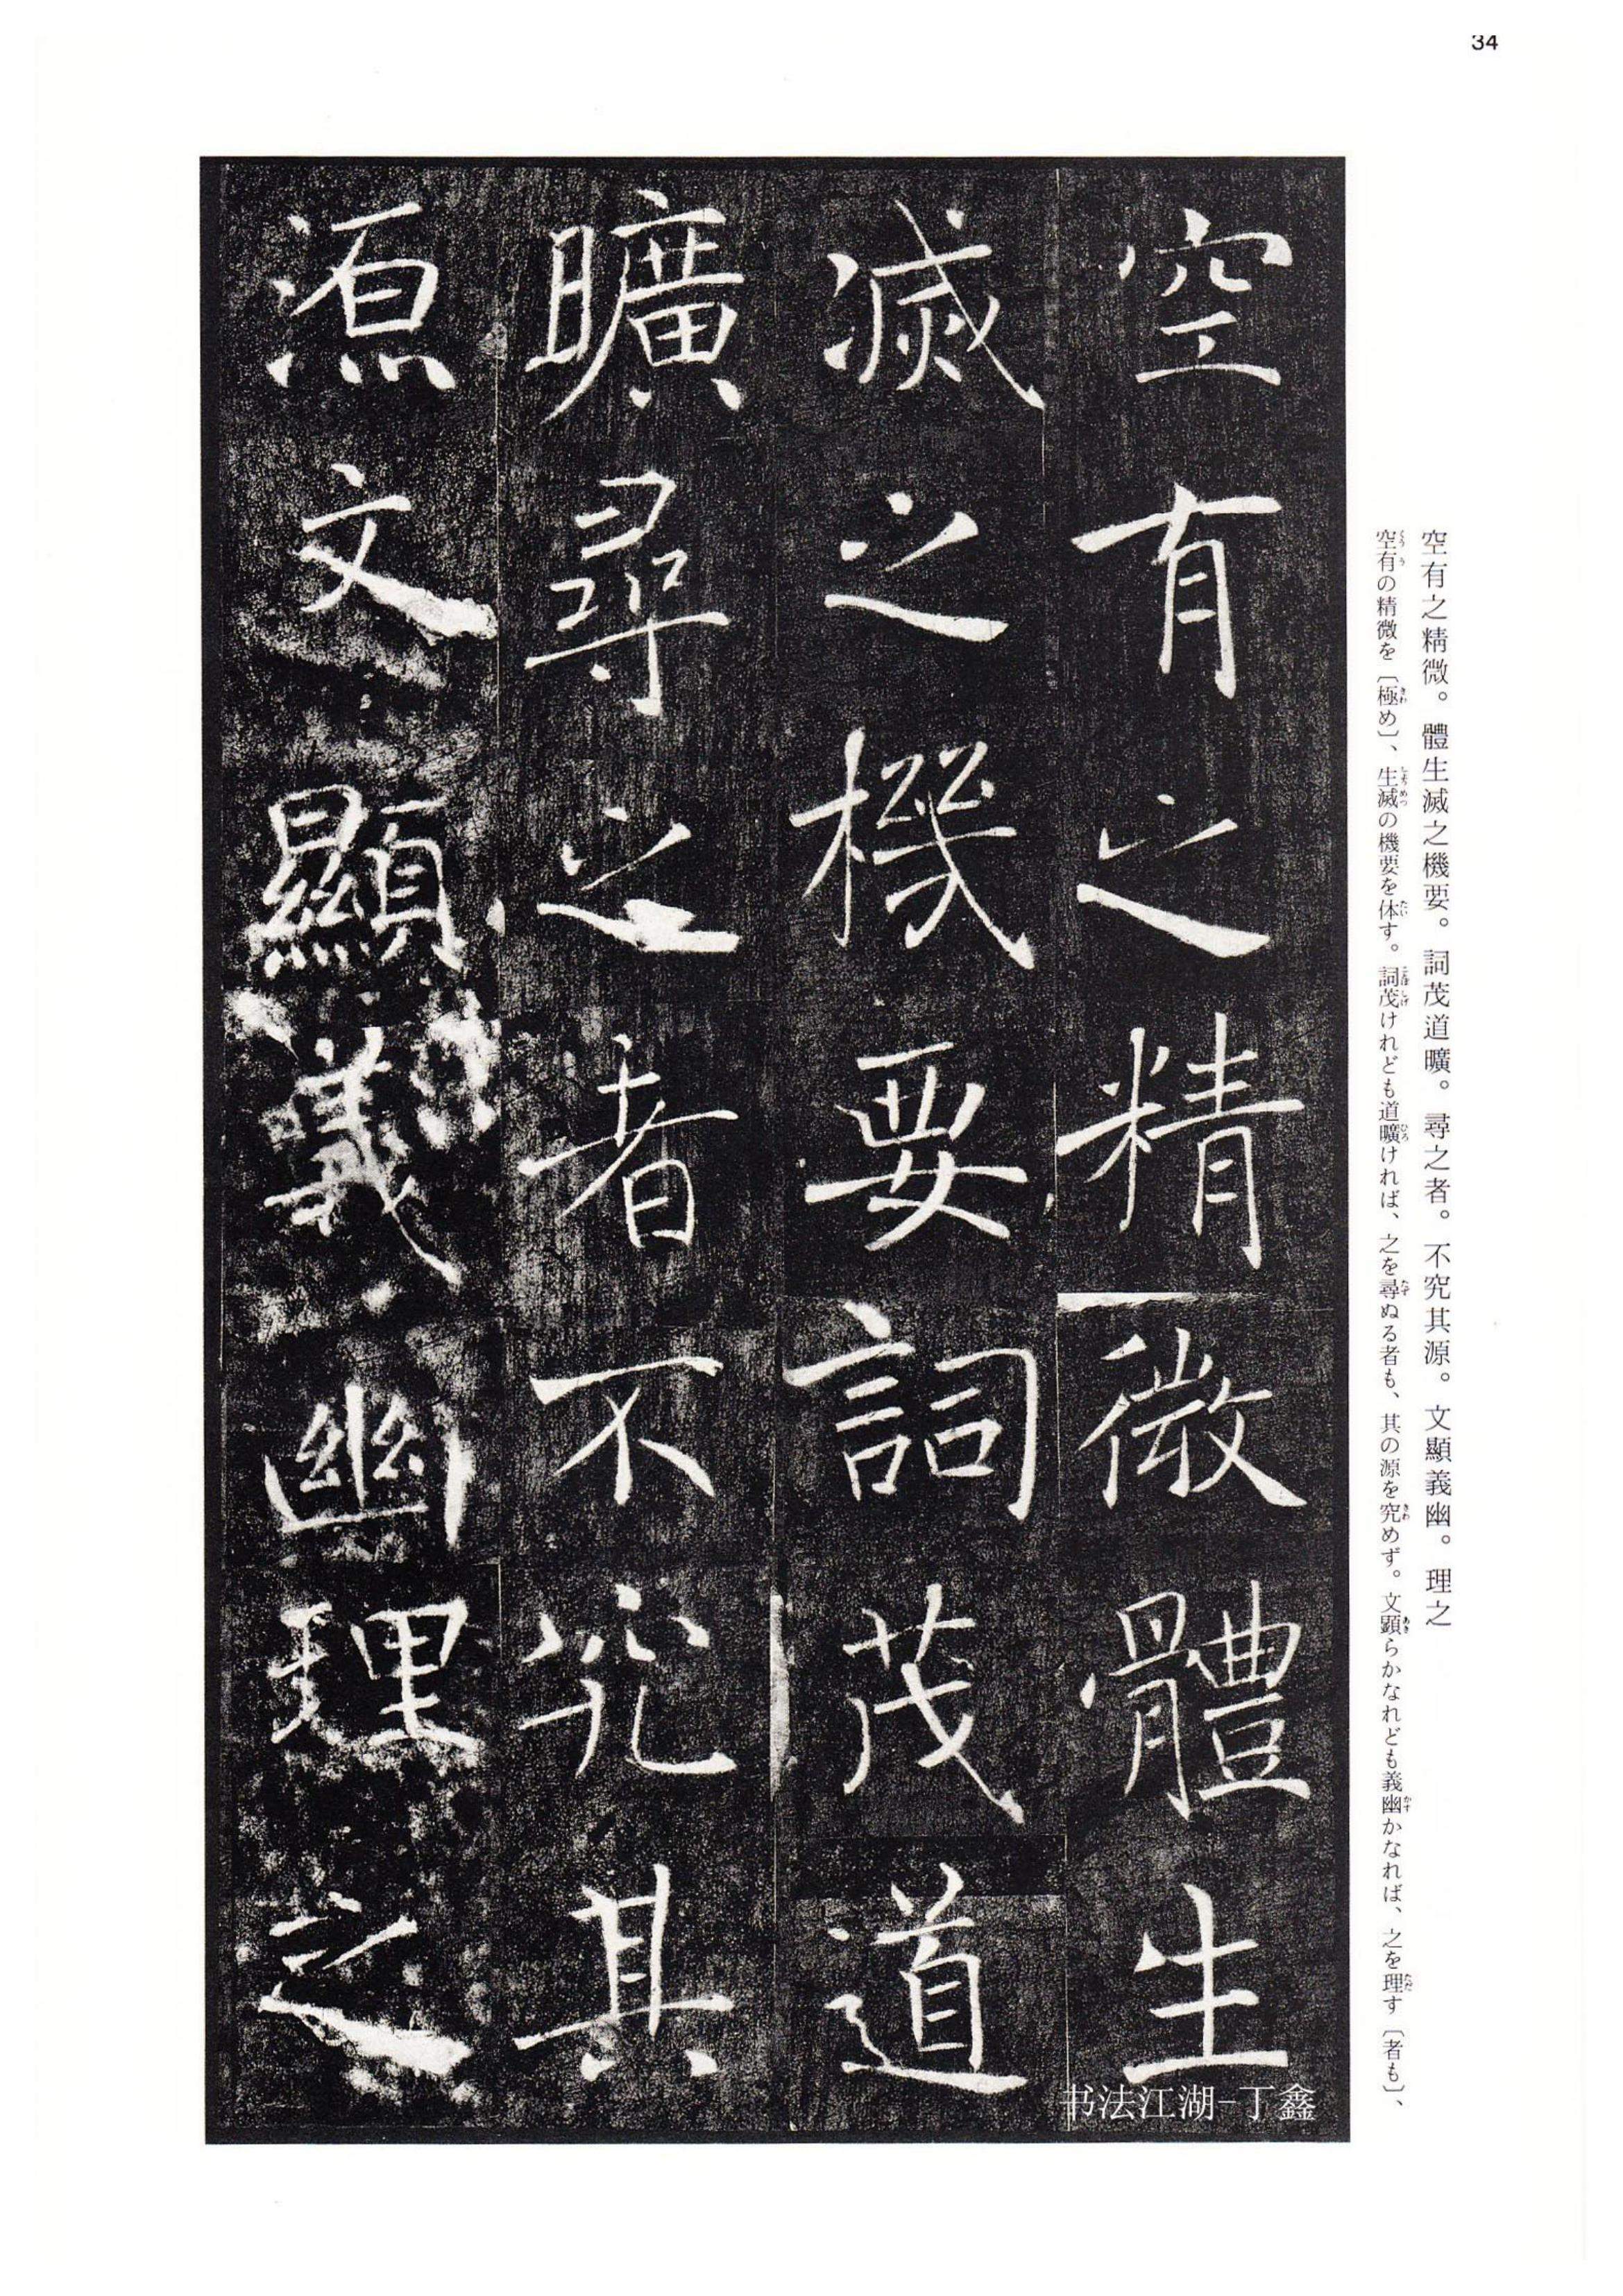 34
空有之精微。體生滅之機要。詞茂道曠。尋之者。不究其源。文顯義幽。理之
空有の精微を〔極め〕、生滅の機要を体す。詞茂けれども道曠ければ、之を尋ぬる者も、其の源を究めず。文顕らかなれども義幽かなれば、之を理す〔者も〕、
空有之精微體生
滅之機要詞茂道
曠尋之者不究其
源文顯義幽理之
书法江湖-丁鑫